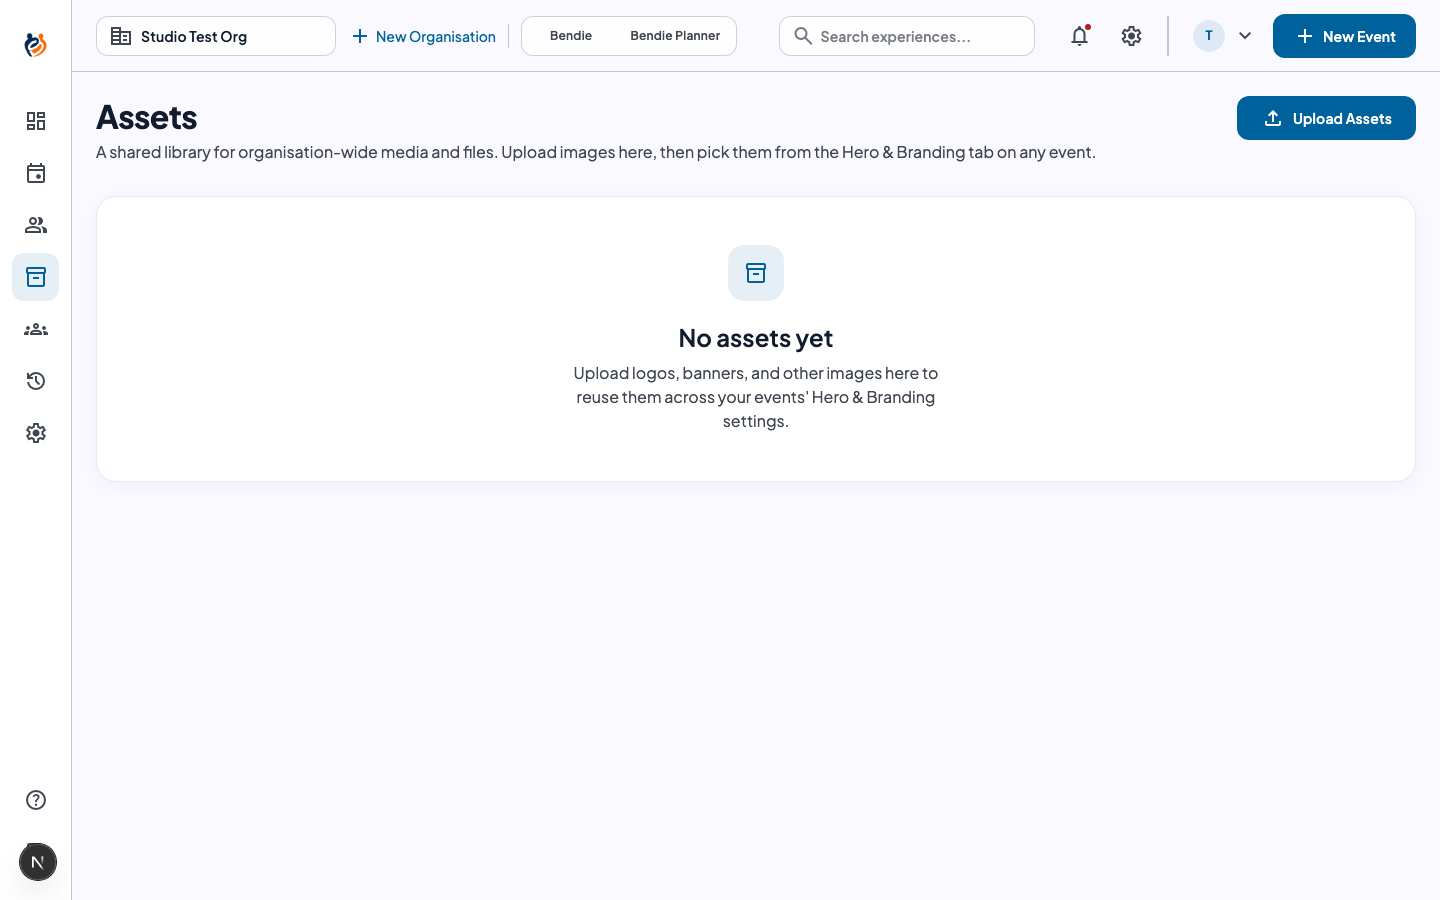 Studio Test Org
New Organisation
Bendie
Bendie Planner
Search experiences...
T
New Event
Assets
Upload Assets
A shared library for organisation-wide media and files. Upload images here, then pick them from the Hero & Branding tab on any event.
No assets yet
Upload logos, banners, and other images here to
reuse them across your events' Hero & Branding
settings.
N